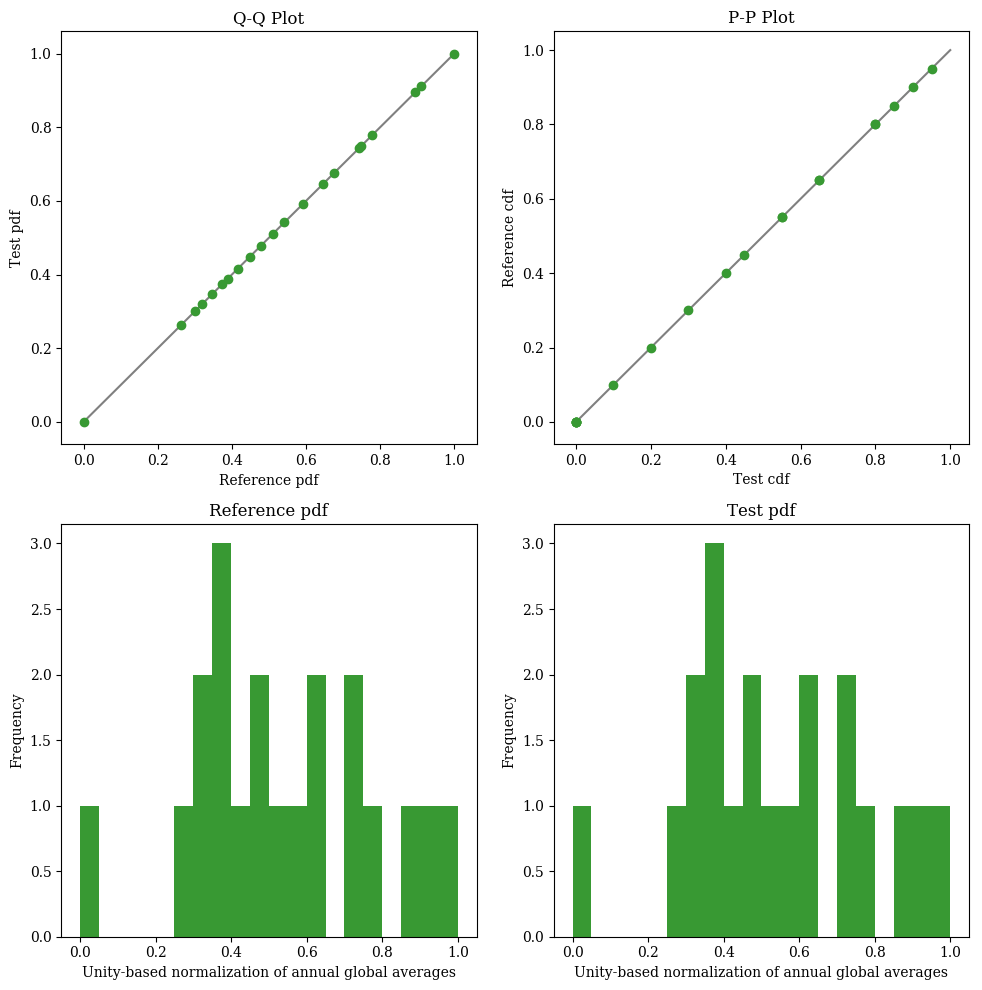 Q-Q Plot
1.0
0.8
0.6
0.4
0.2
0.0
Test pdf
0.0 0.2 0.4 0.6 0.8 1.0
Reference pdf
P-P Plot
1.0
0.8
0.6
0.4
0.2
0.0
Reference cdf
0.0 0.2 0.4 0.6 0.8 1.0
Test cdf
Reference pdf
3.0
2.5
2.0
1.5
1.0
0.5
0.0
Frequency
0.0 0.2 0.4 0.6 0.8 1.0
Unity-based normalization of annual global averages
Test pdf
3.0
2.5
2.0
1.5
1.0
0.5
0.0
Frequency
0.0 0.2 0.4 0.6 0.8 1.0
Unity-based normalization of annual global averages